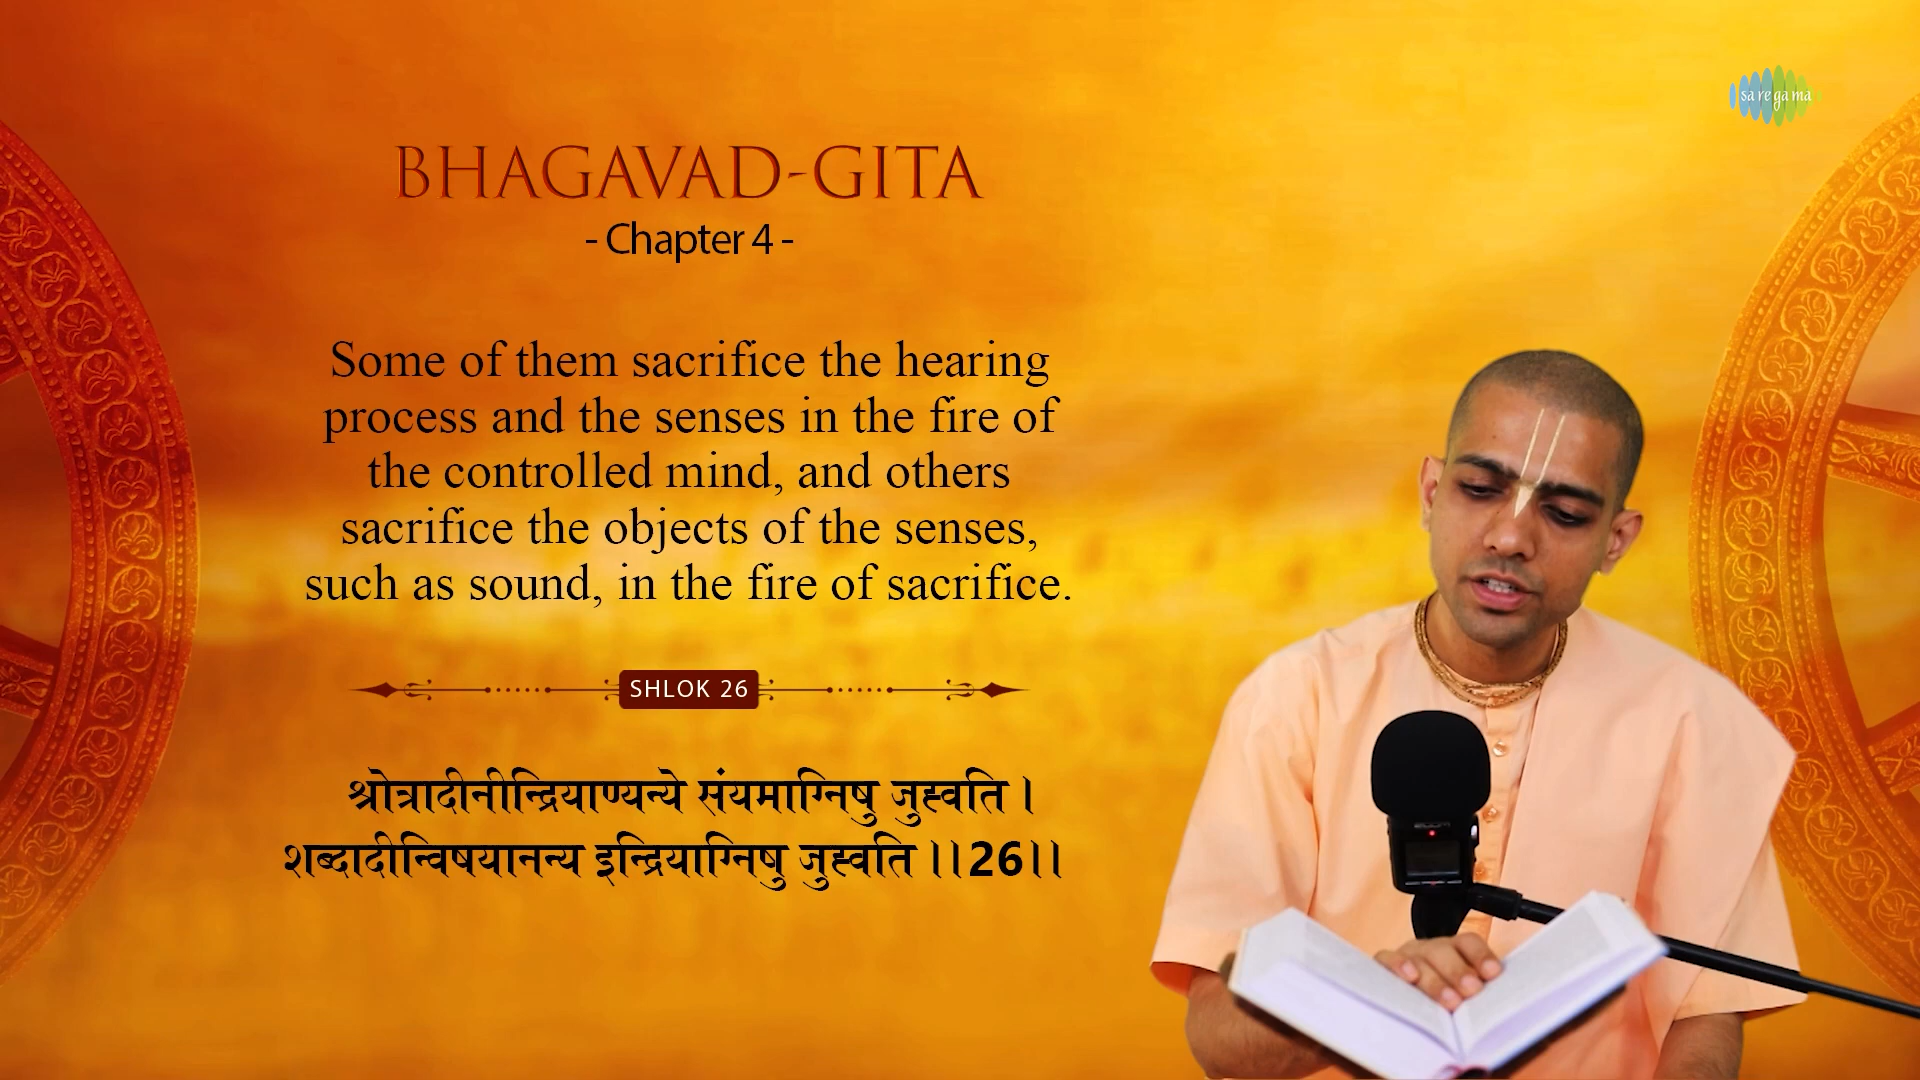 sa re ga ma
BHAGAVAD-GITA
- Chapter 4 -
Some of them sacrifice the hearing
process and the senses in the fire of
the controlled mind, and others
sacrifice the objects of the senses,
such as sound, in the fire of sacrifice.
SHLOK 26
श्रोत्रादीनीन्द्रियाण्यन्ये संयमाग्निषु जुह्वति ।
शब्दादीन्विषयानन्य इन्द्रियाग्निषु जुह्वति ।।26।।
zoom